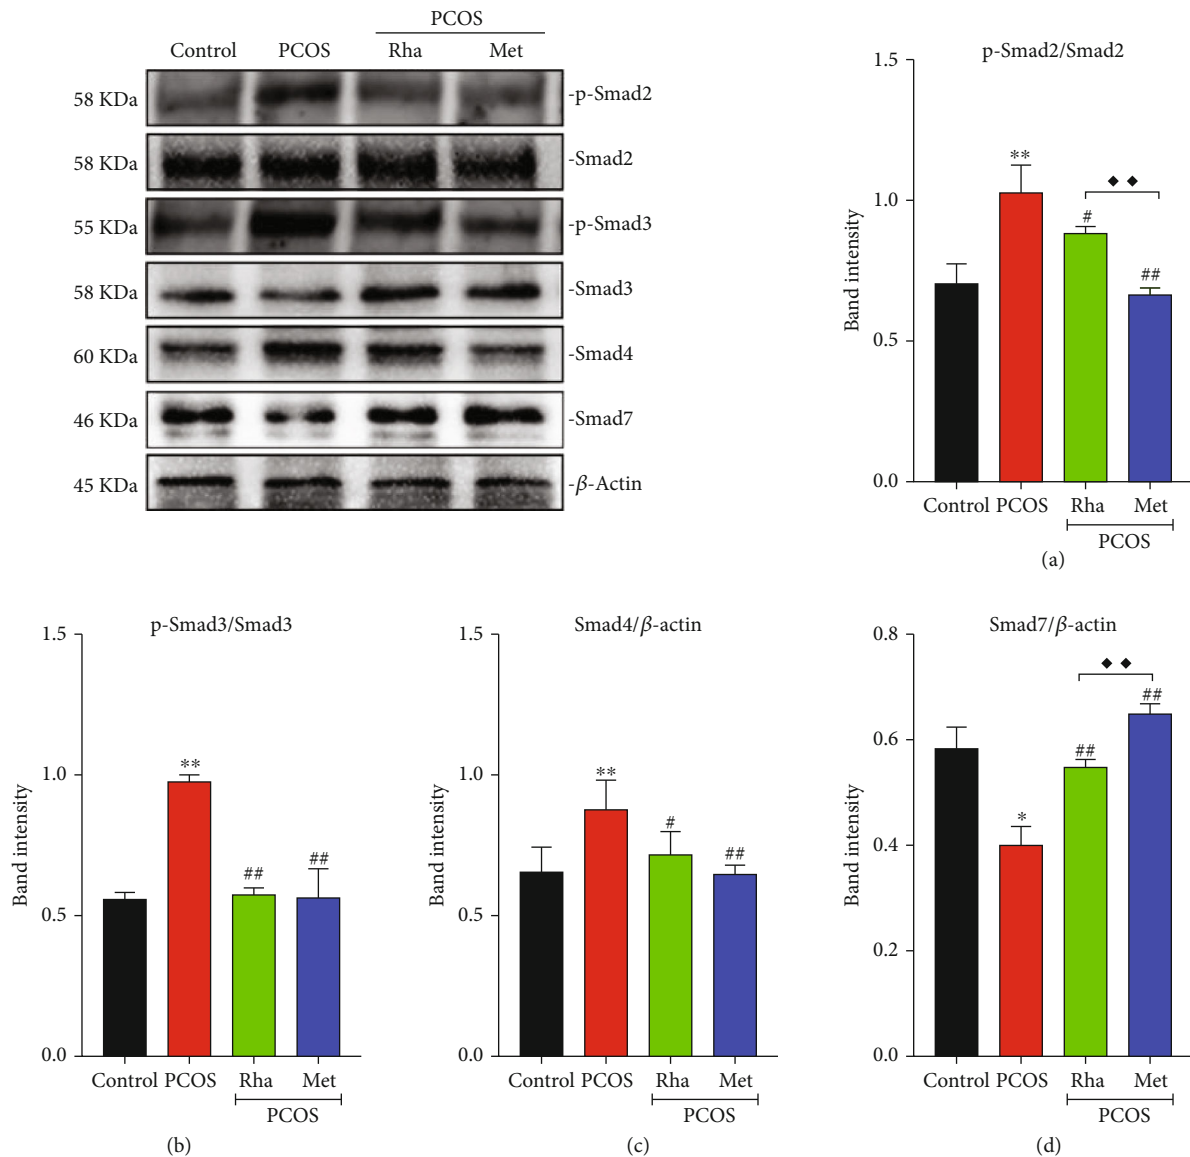 PCOS
Control PCOS Rha Met
58 KDa -p-Smad2
58 KDa -Smad2
55 KDa -p-Smad3
58 KDa -Smad3
60 KDa -Smad4
46 KDa -Smad7
45 KDa -β-Actin
p-Smad2/Smad2
1.5
1.0
0.5
0.0
Band intensity
**
#
◆ ◆
##
Control PCOS Rha Met
PCOS
(a)
p-Smad3/Smad3
1.5
1.0
0.5
0.0
Band intensity
**
##
##
Control PCOS Rha Met
PCOS
(b)
Smad4/β-actin
1.5
1.0
0.5
0.0
Band intensity
**
#
##
Control PCOS Rha Met
PCOS
(c)
Smad7/β-actin
0.8
0.6
0.4
0.2
0.0
Band intensity
*
##
◆ ◆
##
Control PCOS Rha Met
PCOS
(d)